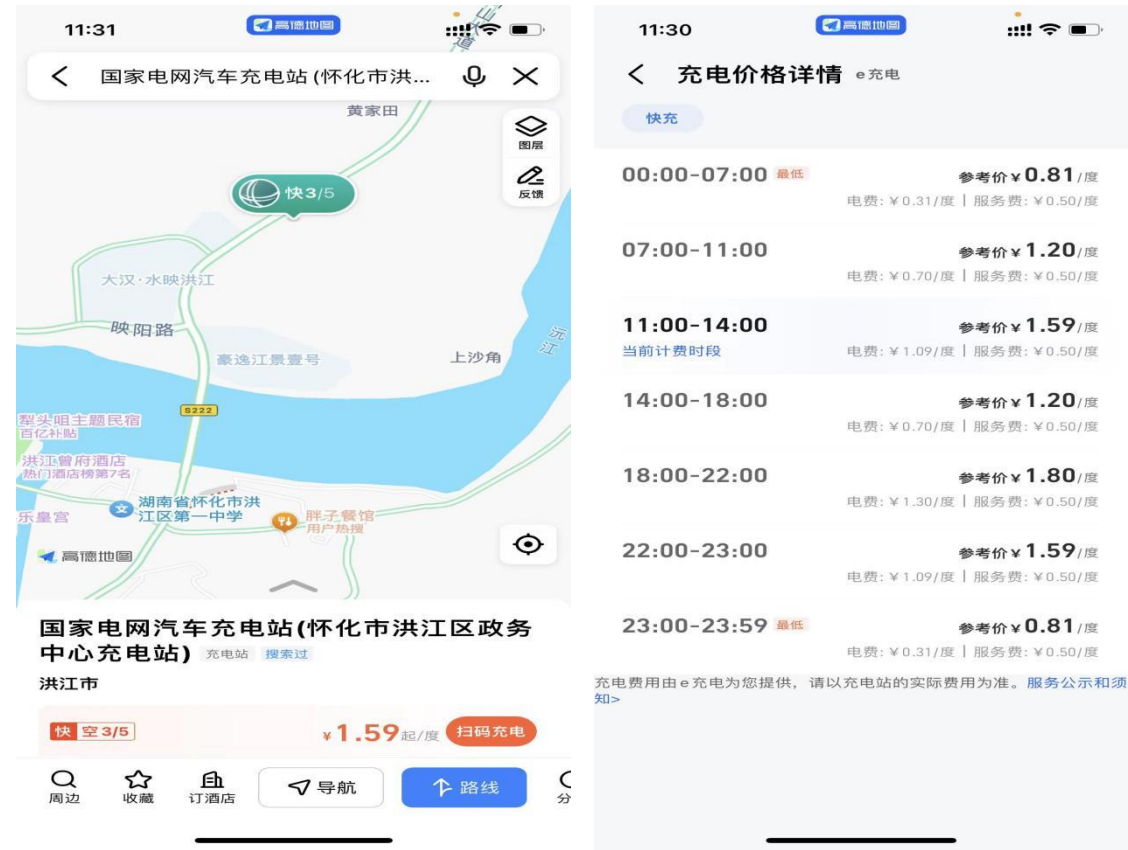 11:31
高德地图
山
大
道
国家电网汽车充电站 (怀化市洪...
黄家田
图层
反馈
快3/5
大汉·水映洪江
映阳路
豪逸江景壹号
上沙角
沅江
S222
犁头咀主题民宿
百亿补贴
洪江曾府酒店
热门酒店榜第7名
乐皇宫
湖南省怀化市洪
江区第一中学
胖子餐馆
用户热搜
高德地图
国家电网汽车充电站(怀化市洪江区政务
中心充电站) 充电站 搜索过
洪江市
快 空3/5 ¥1.59起/度 扫码充电
周边 收藏 订酒店 导航 路线 分
11:30
高德地图
充电价格详情 e充电
快充
00:00-07:00 最低 参考价¥0.81/度
电费: ¥0.31/度 | 服务费: ¥0.50/度
07:00-11:00 参考价¥1.20/度
电费: ¥0.70/度 | 服务费: ¥0.50/度
11:00-14:00 参考价¥1.59/度
当前计费时段 电费: ¥1.09/度 | 服务费: ¥0.50/度
14:00-18:00 参考价¥1.20/度
电费: ¥0.70/度 | 服务费: ¥0.50/度
18:00-22:00 参考价¥1.80/度
电费: ¥1.30/度 | 服务费: ¥0.50/度
22:00-23:00 参考价¥1.59/度
电费: ¥1.09/度 | 服务费: ¥0.50/度
23:00-23:59 最低 参考价¥0.81/度
电费: ¥0.31/度 | 服务费: ¥0.50/度
充电费用由e充电为您提供，请以充电站的实际费用为准。服务公示和须
知>